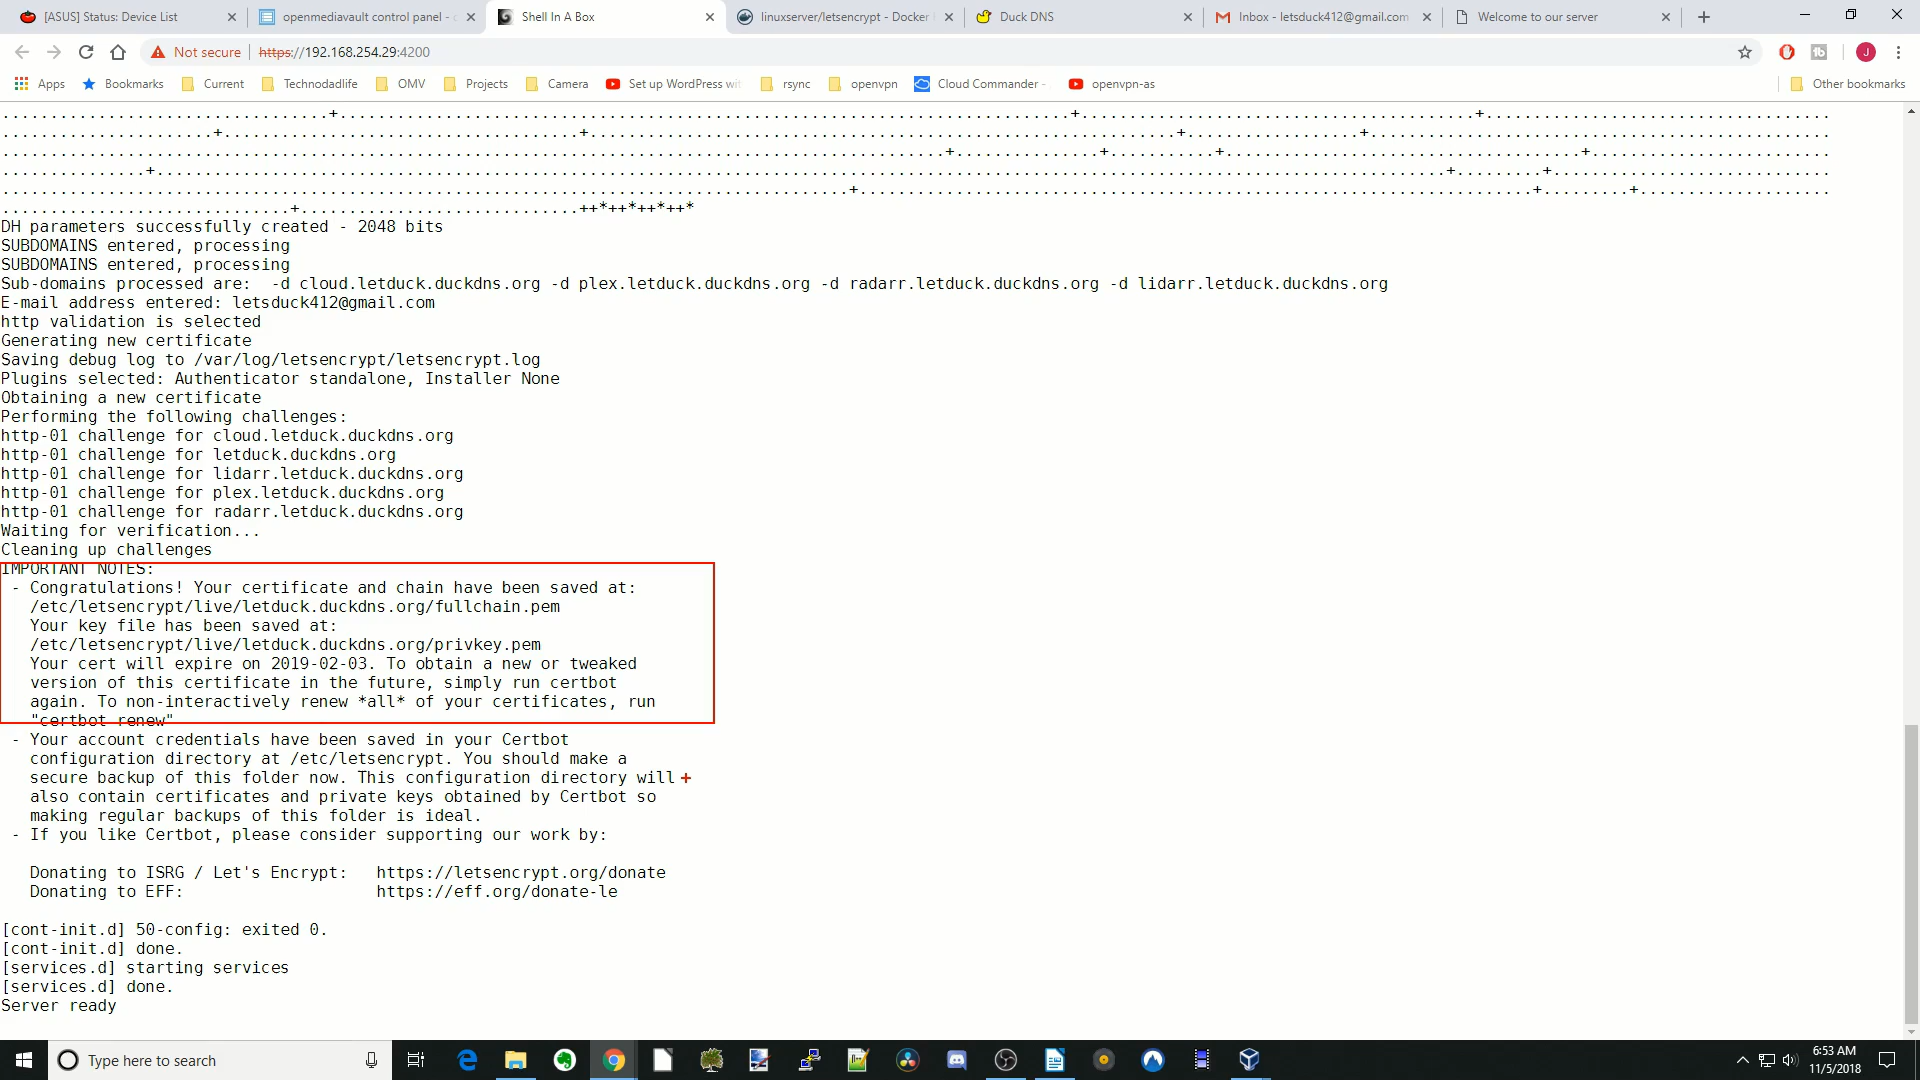 [ASUS] Status: Device List
openmediavault control panel - c
Shell In A Box
linuxserver/letsencrypt - Docker
Duck DNS
Inbox - letsduck412@gmail.com
Welcome to our server
Not secure
https://192.168.254.29:4200
Apps
Bookmarks
Current
Technodadlife
OMV
Projects
Camera
Set up WordPress wit
rsync
openvpn
Cloud Commander -
openvpn-as
Other bookmarks
DH parameters successfully created - 2048 bits
SUBDOMAINS entered, processing
SUBDOMAINS entered, processing
Sub-domains processed are:  -d cloud.letduck.duckdns.org -d plex.letduck.duckdns.org -d radarr.letduck.duckdns.org -d lidarr.letduck.duckdns.org
E-mail address entered: letsduck412@gmail.com
http validation is selected
Generating new certificate
Saving debug log to /var/log/letsencrypt/letsencrypt.log
Plugins selected: Authenticator standalone, Installer None
Obtaining a new certificate
Performing the following challenges:
http-01 challenge for cloud.letduck.duckdns.org
http-01 challenge for letduck.duckdns.org
http-01 challenge for lidarr.letduck.duckdns.org
http-01 challenge for plex.letduck.duckdns.org
http-01 challenge for radarr.letduck.duckdns.org
Waiting for verification...
Cleaning up challenges
IMPORTANT NOTES:
- Congratulations! Your certificate and chain have been saved at:
/etc/letsencrypt/live/letduck.duckdns.org/fullchain.pem
Your key file has been saved at:
/etc/letsencrypt/live/letduck.duckdns.org/privkey.pem
Your cert will expire on 2019-02-03. To obtain a new or tweaked
version of this certificate in the future, simply run certbot
again. To non-interactively renew *all* of your certificates, run
"certbot renew"
- Your account credentials have been saved in your Certbot
configuration directory at /etc/letsencrypt. You should make a
secure backup of this folder now. This configuration directory will
also contain certificates and private keys obtained by Certbot so
making regular backups of this folder is ideal.
- If you like Certbot, please consider supporting our work by:
Donating to ISRG / Let's Encrypt:   https://letsencrypt.org/donate
Donating to EFF:                    https://eff.org/donate-le
[cont-init.d] 50-config: exited 0.
[cont-init.d] done.
[services.d] starting services
[services.d] done.
Server ready
Type here to search
6:53 AM
11/5/2018